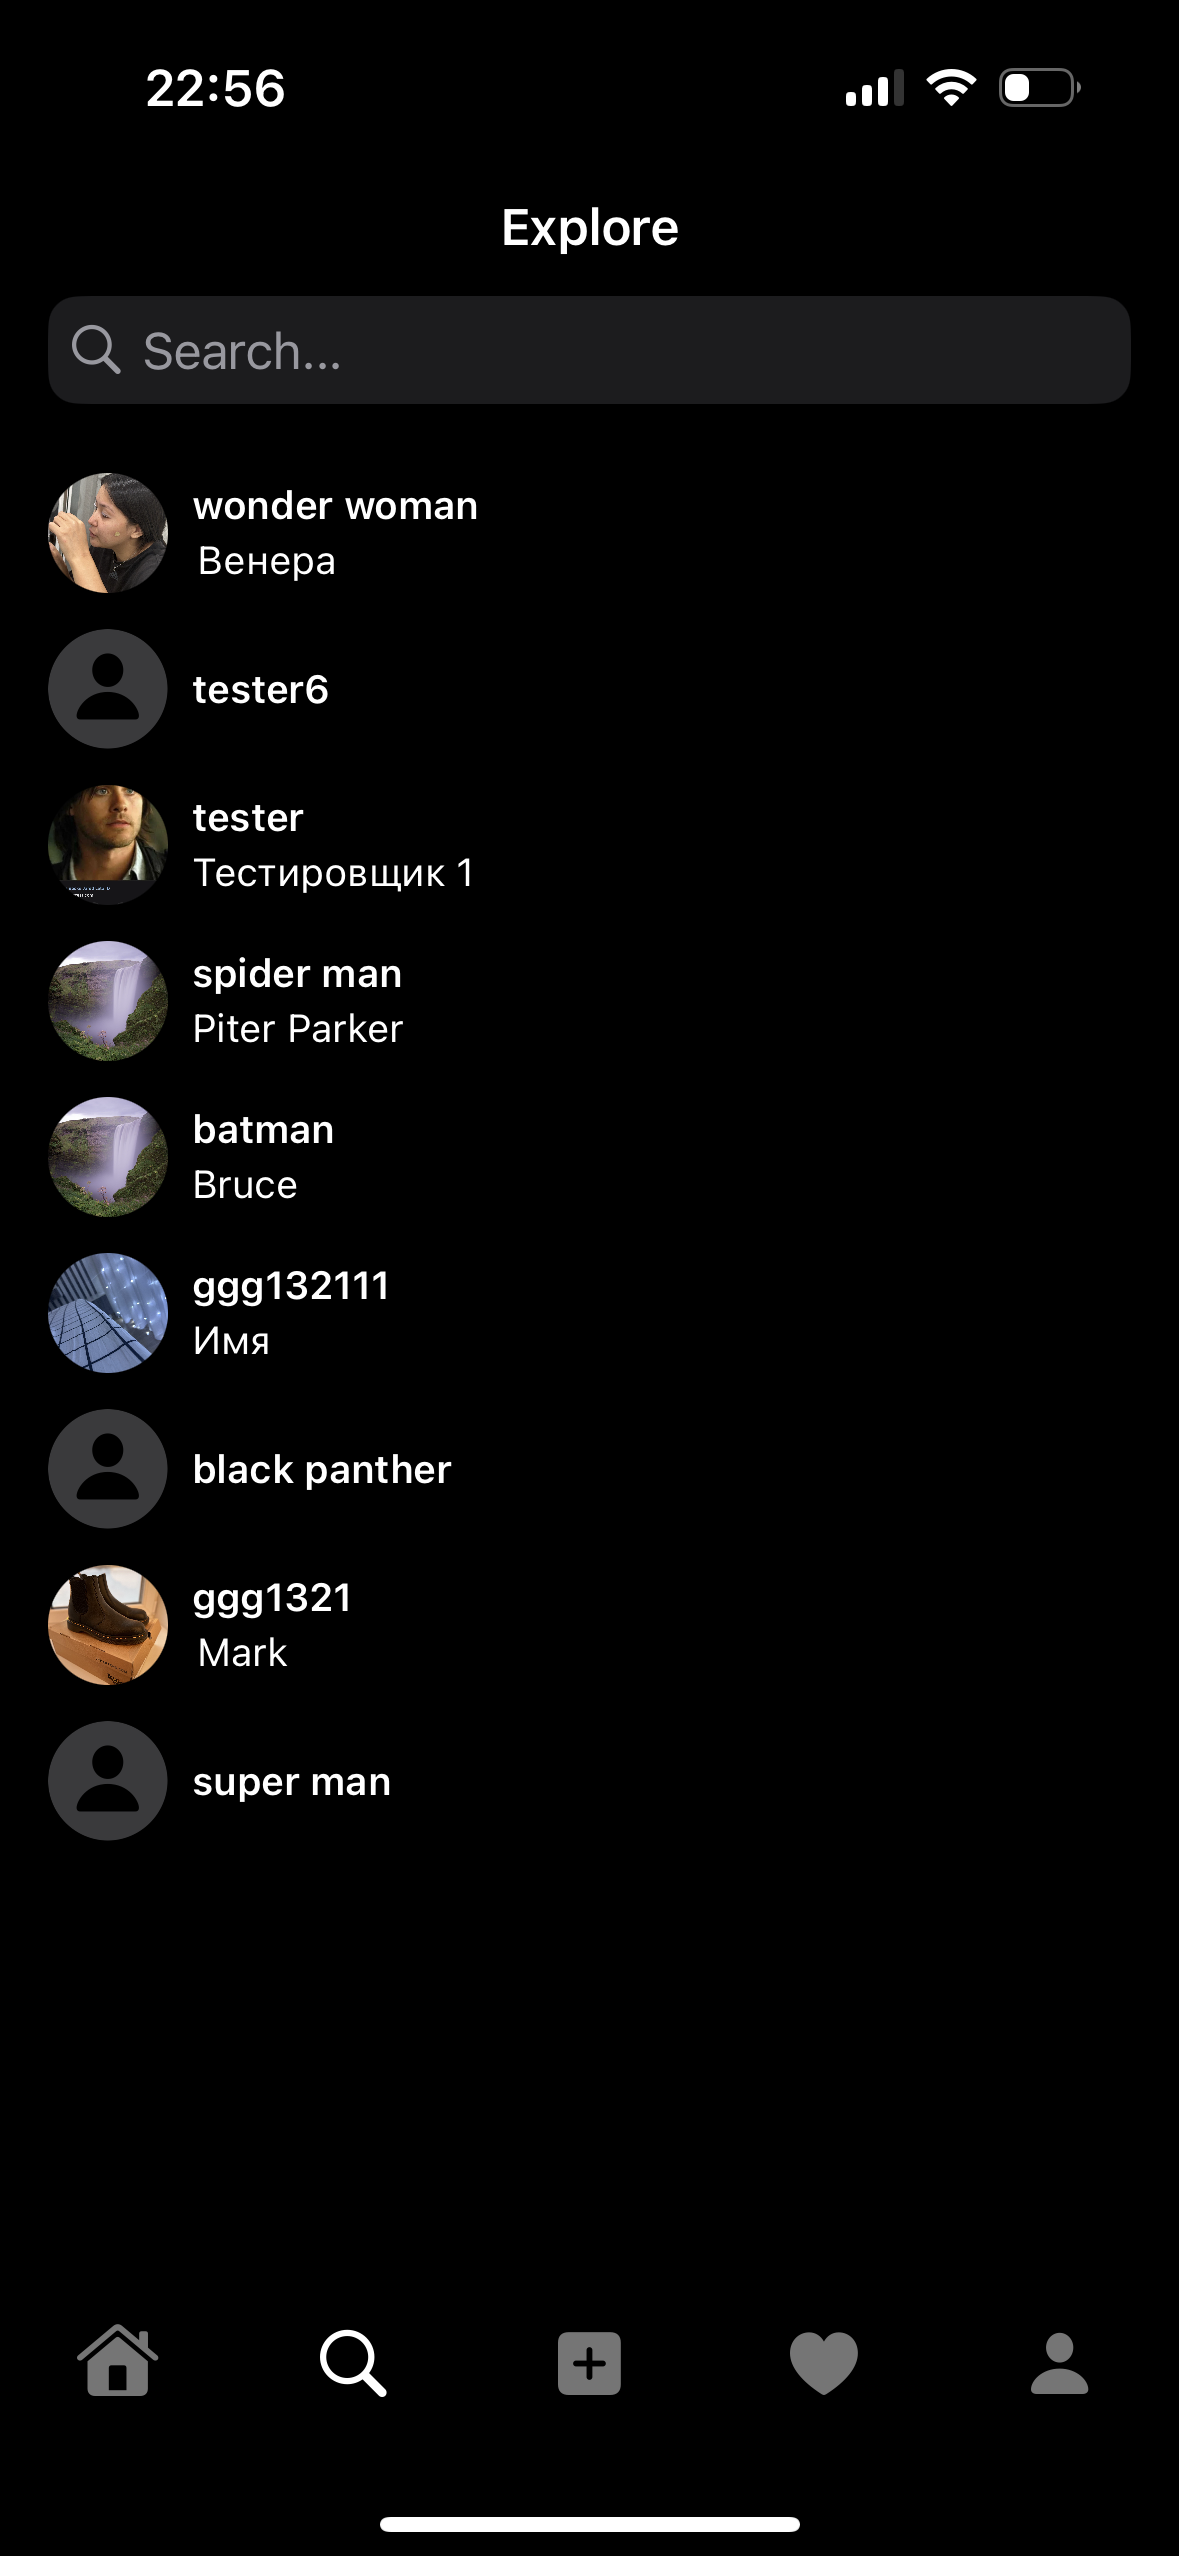 22:56
Explore
Search...
wonder woman
Венера
tester6
tester
Тестировщик 1
spider man
Piter Parker
batman
Bruce
ggg132111
Имя
black panther
ggg1321
Mark
super man